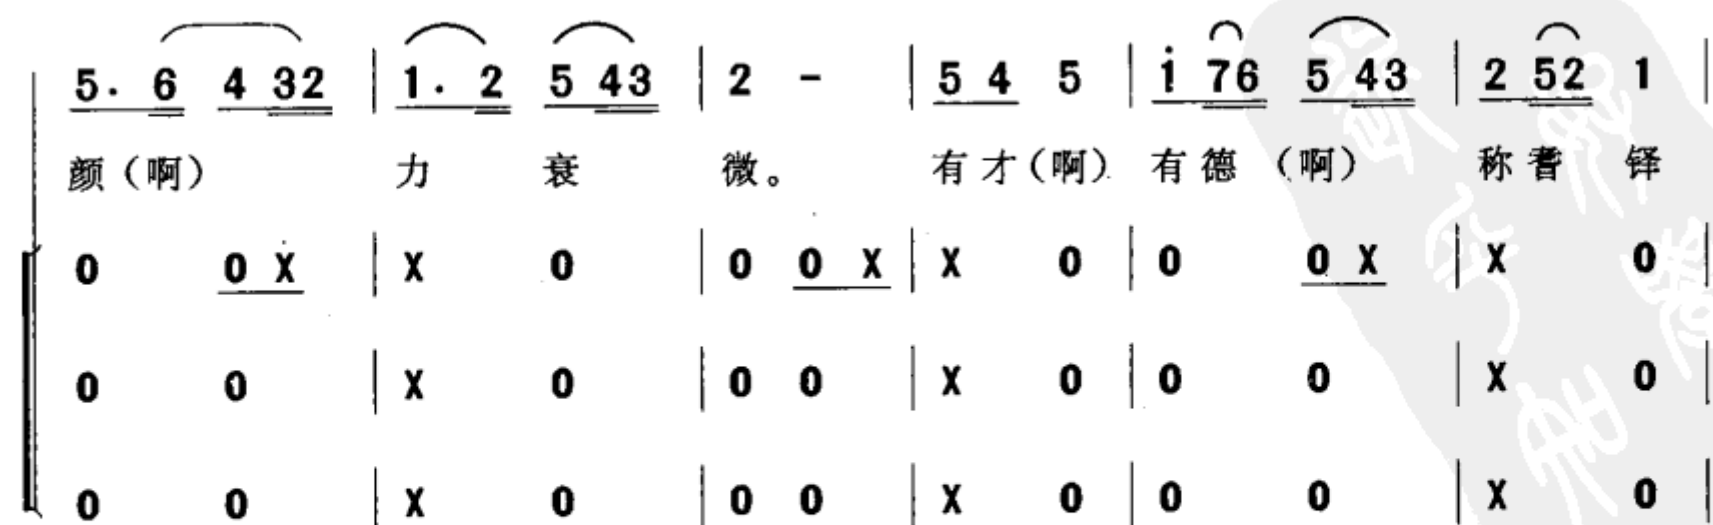 5. 6 4 32 | 1. 2 5 43 | 2 - | 5 4 5 | i̇ 76 5 43 | 2 52 1 |
颜（啊） 力 衰 微。 有才（啊） 有德（啊） 称耆 铎
0 0 X | X 0 | 0 0 X | X 0 | 0 0 X | X 0 |
0 0 | X 0 | 0 0 | X 0 | 0 0 | X 0 |
0 0 | X 0 | 0 0 | X 0 | 0 0 | X 0 |